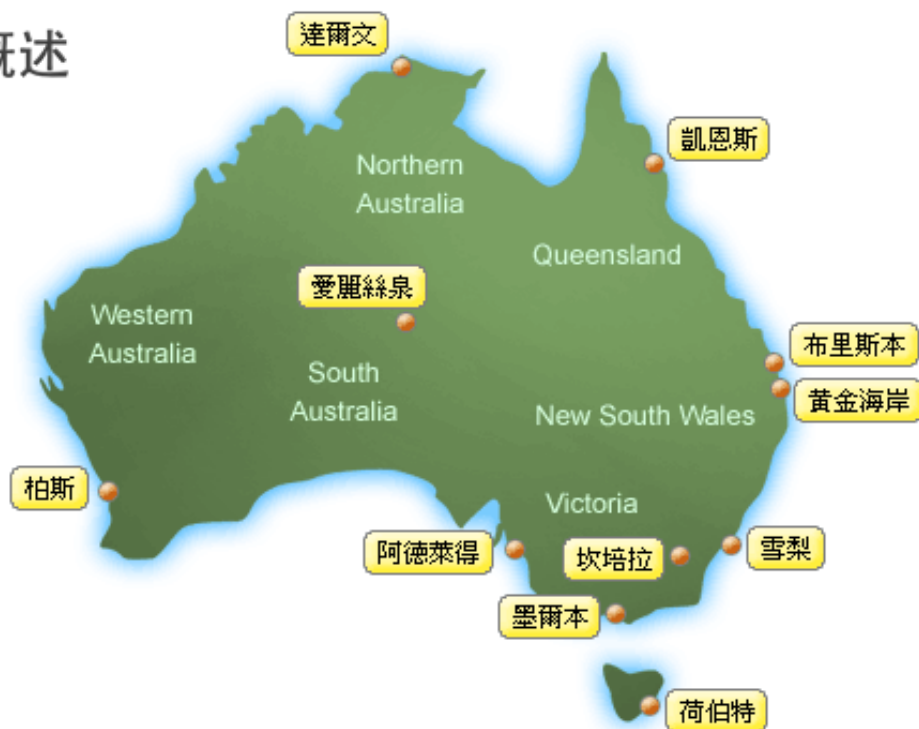 概述
達爾文
凱恩斯
Northern
Australia
Queensland
愛麗絲泉
Western
Australia
布里斯本
South
Australia
黃金海岸
New South Wales
柏斯
Victoria
阿德萊得
坎培拉
雪梨
墨爾本
荷伯特